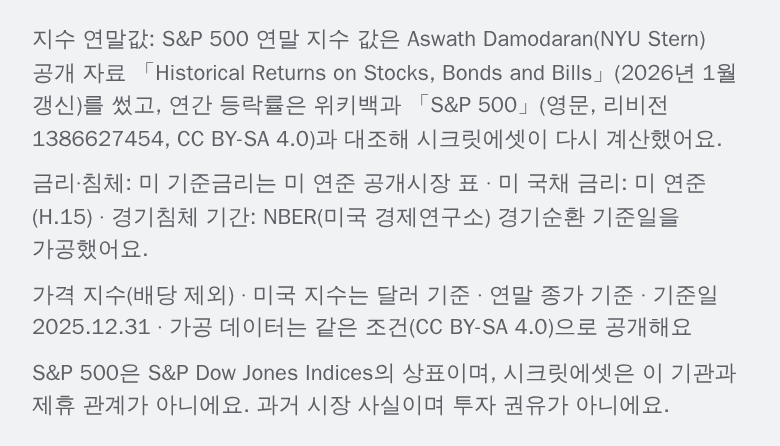 지수 연말값: S&P 500 연말 지수 값은 Aswath Damodaran(NYU Stern)
공개 자료 「Historical Returns on Stocks, Bonds and Bills」(2026년 1월
갱신)를 썼고, 연간 등락률은 위키백과 「S&P 500」(영문, 리비전
1386627454, CC BY-SA 4.0)과 대조해 시크릿에셋이 다시 계산했어요.
금리·침체: 미 기준금리는 미 연준 공개시장 표 · 미 국채 금리: 미 연준
(H.15) · 경기침체 기간: NBER(미국 경제연구소) 경기순환 기준일을
가공했어요.
가격 지수(배당 제외) · 미국 지수는 달러 기준 · 연말 종가 기준 · 기준일
2025.12.31 · 가공 데이터는 같은 조건(CC BY-SA 4.0)으로 공개해요
S&P 500은 S&P Dow Jones Indices의 상표이며, 시크릿에셋은 이 기관과
제휴 관계가 아니에요. 과거 시장 사실이며 투자 권유가 아니에요.